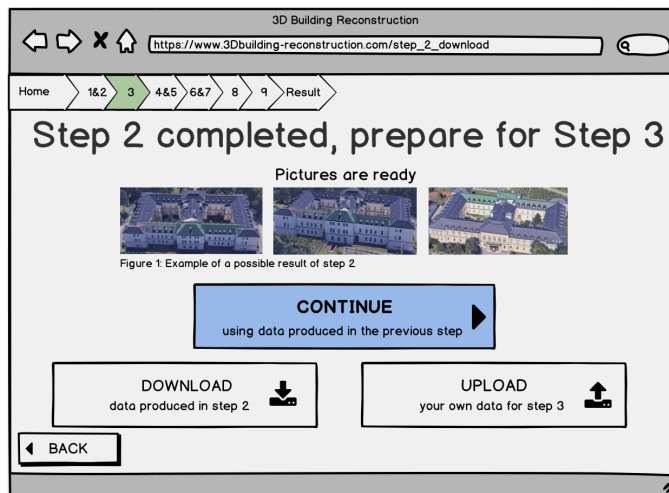 3D Building Reconstruction
https://www.3Dbuilding-reconstruction.com/step_2_download
Home 1&2 3 4&5 6&7 8 9 Result
Step 2 completed, prepare for Step 3
Pictures are ready
Figure 1: Example of a possible result of step 2
CONTINUE
using data produced in the previous step
DOWNLOAD
data produced in step 2
UPLOAD
your own data for step 3
BACK